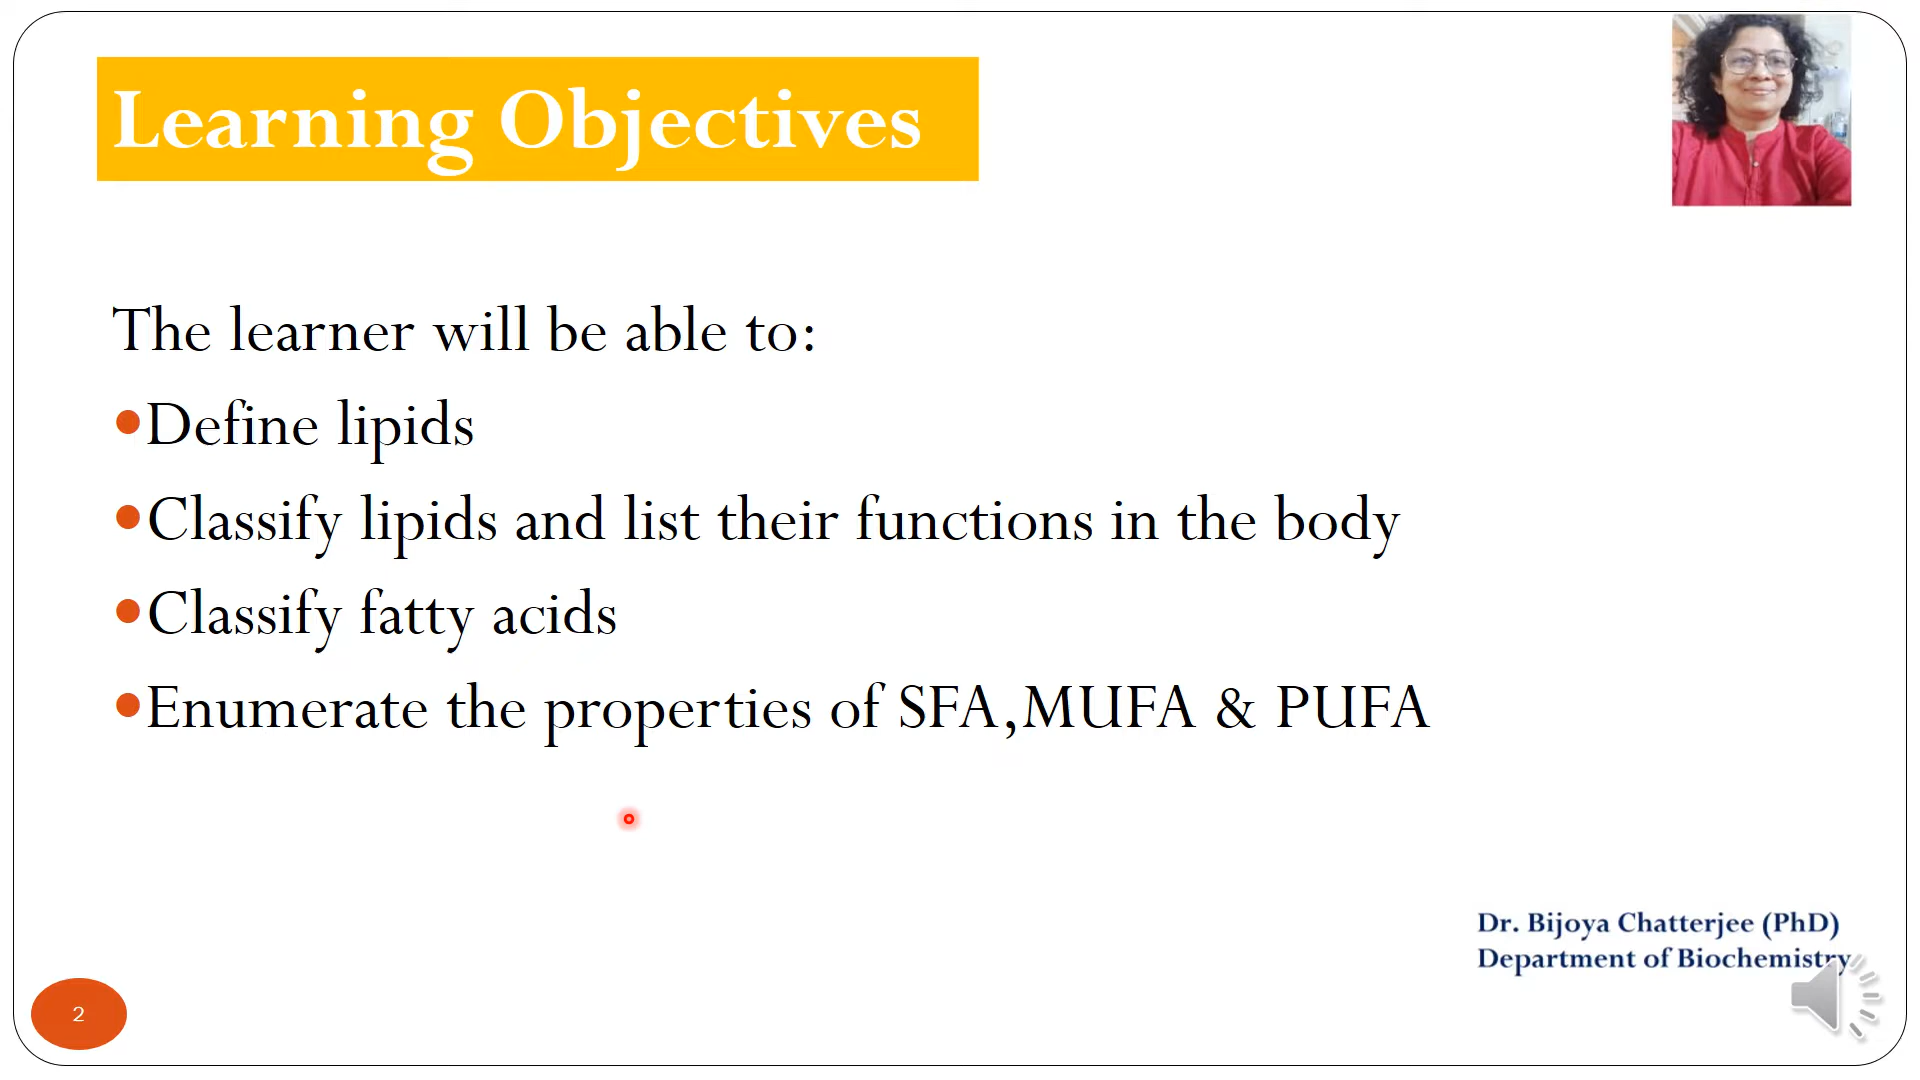 Learning Objectives
The learner will be able to:
•Define lipids
•Classify lipids and list their functions in the body
•Classify fatty acids
•Enumerate the properties of SFA,MUFA & PUFA
Dr. Bijoya Chatterjee (PhD)
Department of Biochemistry
2